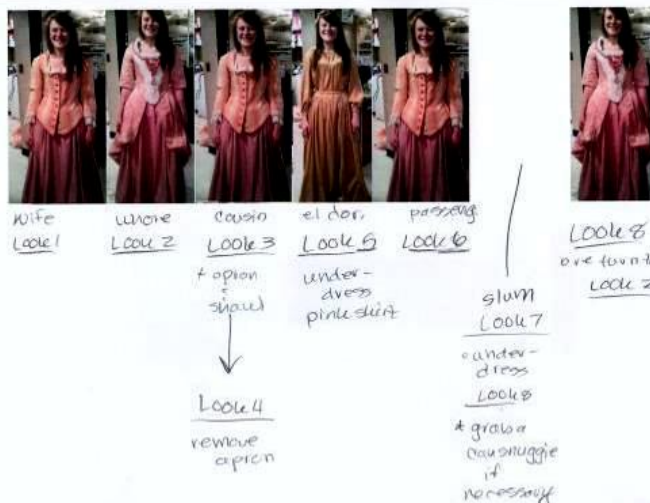 wife
Look 1
whore
Look 2
cousin
Look 3
+ apron
&
shawl
Look 4
remove
apron
el dor.
Look 5
under-
dress
pink skirt
passeng.
Look 6
slum
Look 7
under-
dress
Look 8
* grab a
if
necessary
Look 8
Look 2